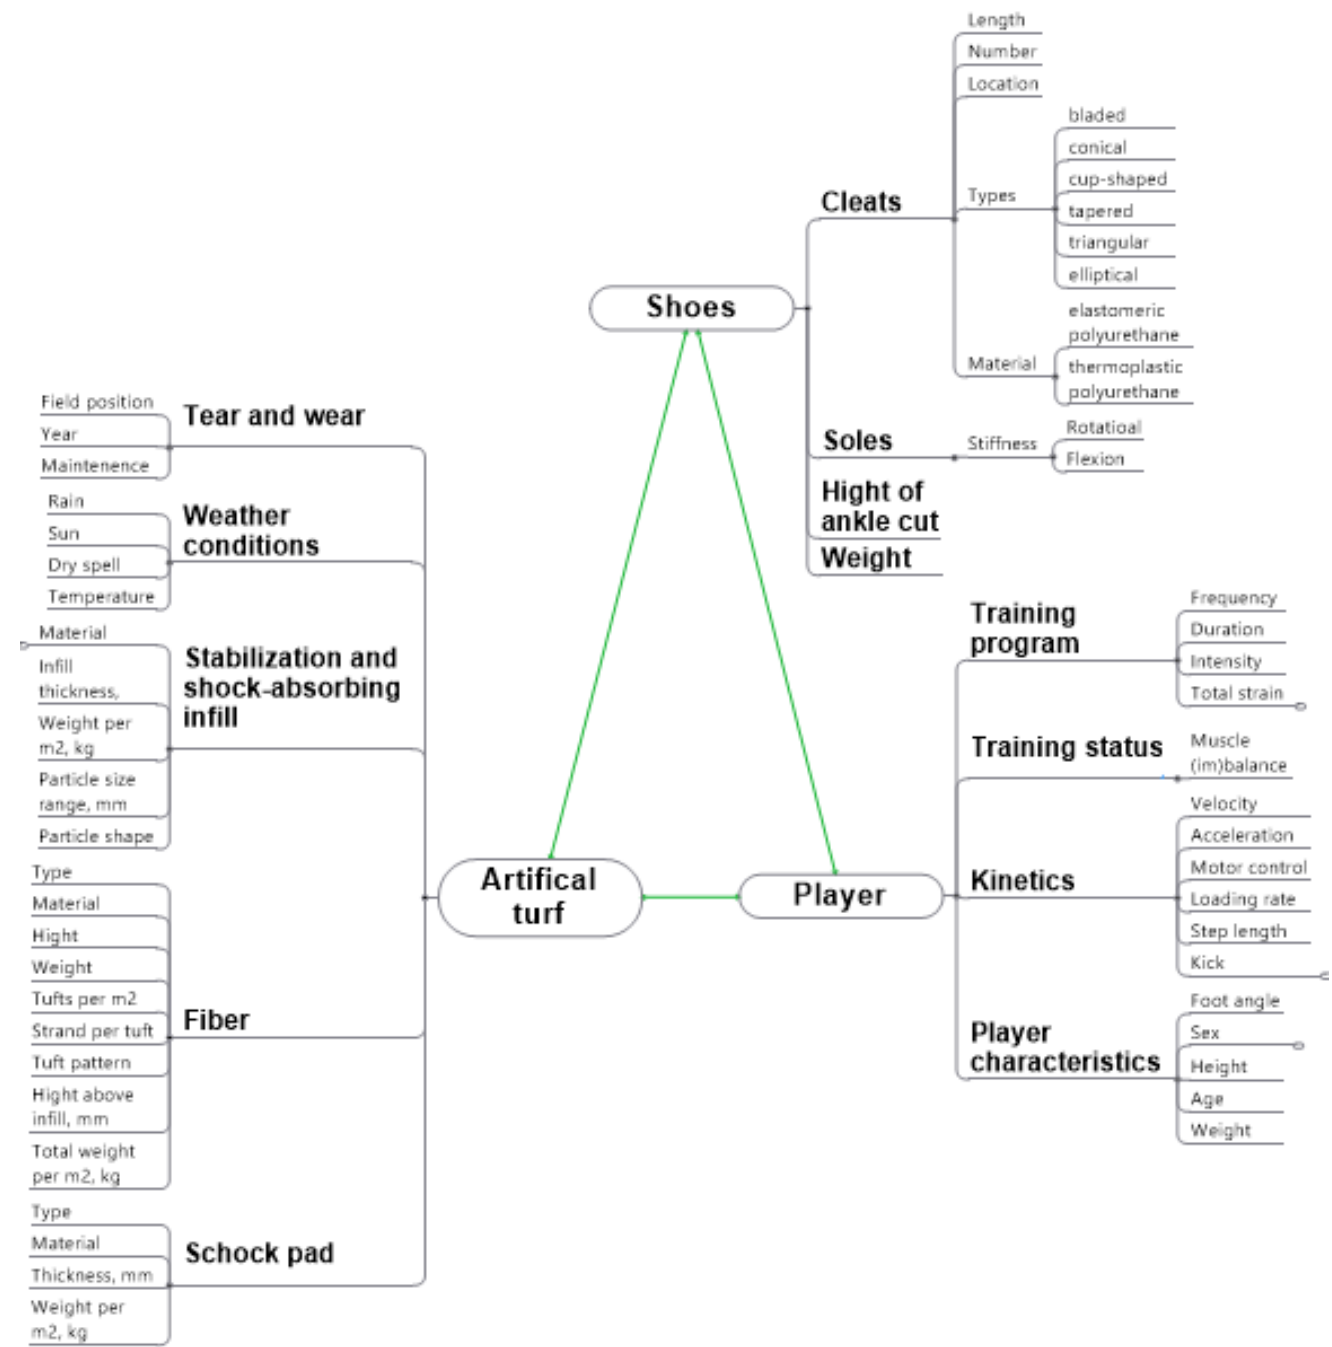 Length
Number
Location
bladed
conical
cup-shaped
Types
tapered
triangular
elliptical
Cleats
elastomeric
polyurethane
Material
thermoplastic
polyurethane
Shoes
Soles
Stiffness
Rotatioal
Flexion
Hight of
ankle cut
Weight
Field position
Year
Maintenence
Tear and wear
Rain
Sun
Dry spell
Temperature
Weather
conditions
Material
Infill
thickness,
Weight per
m2, kg
Particle size
range, mm
Particle shape
Stabilization and
shock-absorbing
infill
Type
Material
Hight
Weight
Tufts per m2
Strand per tuft
Tuft pattern
Hight above
infill, mm
Total weight
per m2, kg
Fiber
Type
Material
Thickness, mm
Weight per
m2, kg
Schock pad
Artifical
turf
Player
Training
program
Frequency
Duration
Intensity
Total strain
Training status
Muscle
(im)balance
Kinetics
Velocity
Acceleration
Motor control
Loading rate
Step length
Kick
Player
characteristics
Foot angle
Sex
Height
Age
Weight